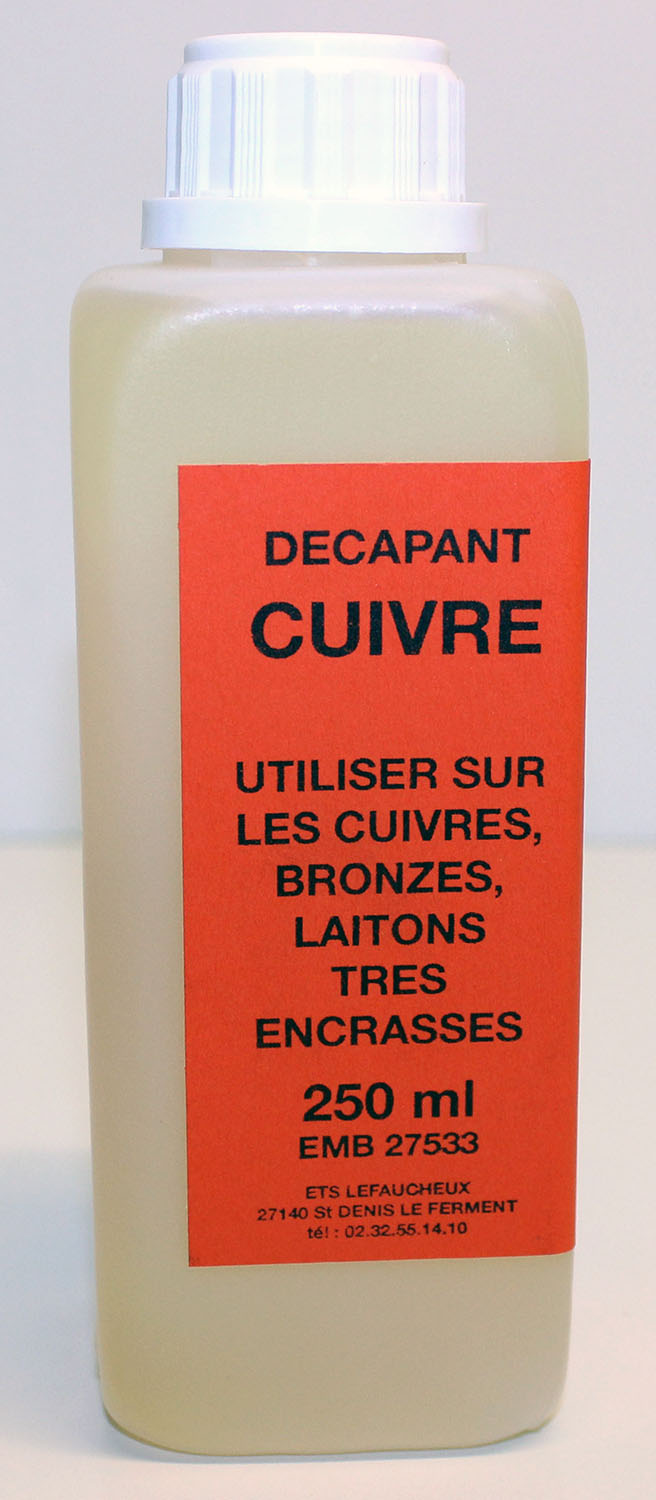 DECAPANT
CUIVRE
UTILISER SUR
LES CUIVRES,
BRONZES,
LAITONS
TRES
ENCRASSES
250 ml
EMB 27533
ETS LEFAUCHEUX
27140 St DENIS LE FERMENT
tél : 02.32.55.14.10